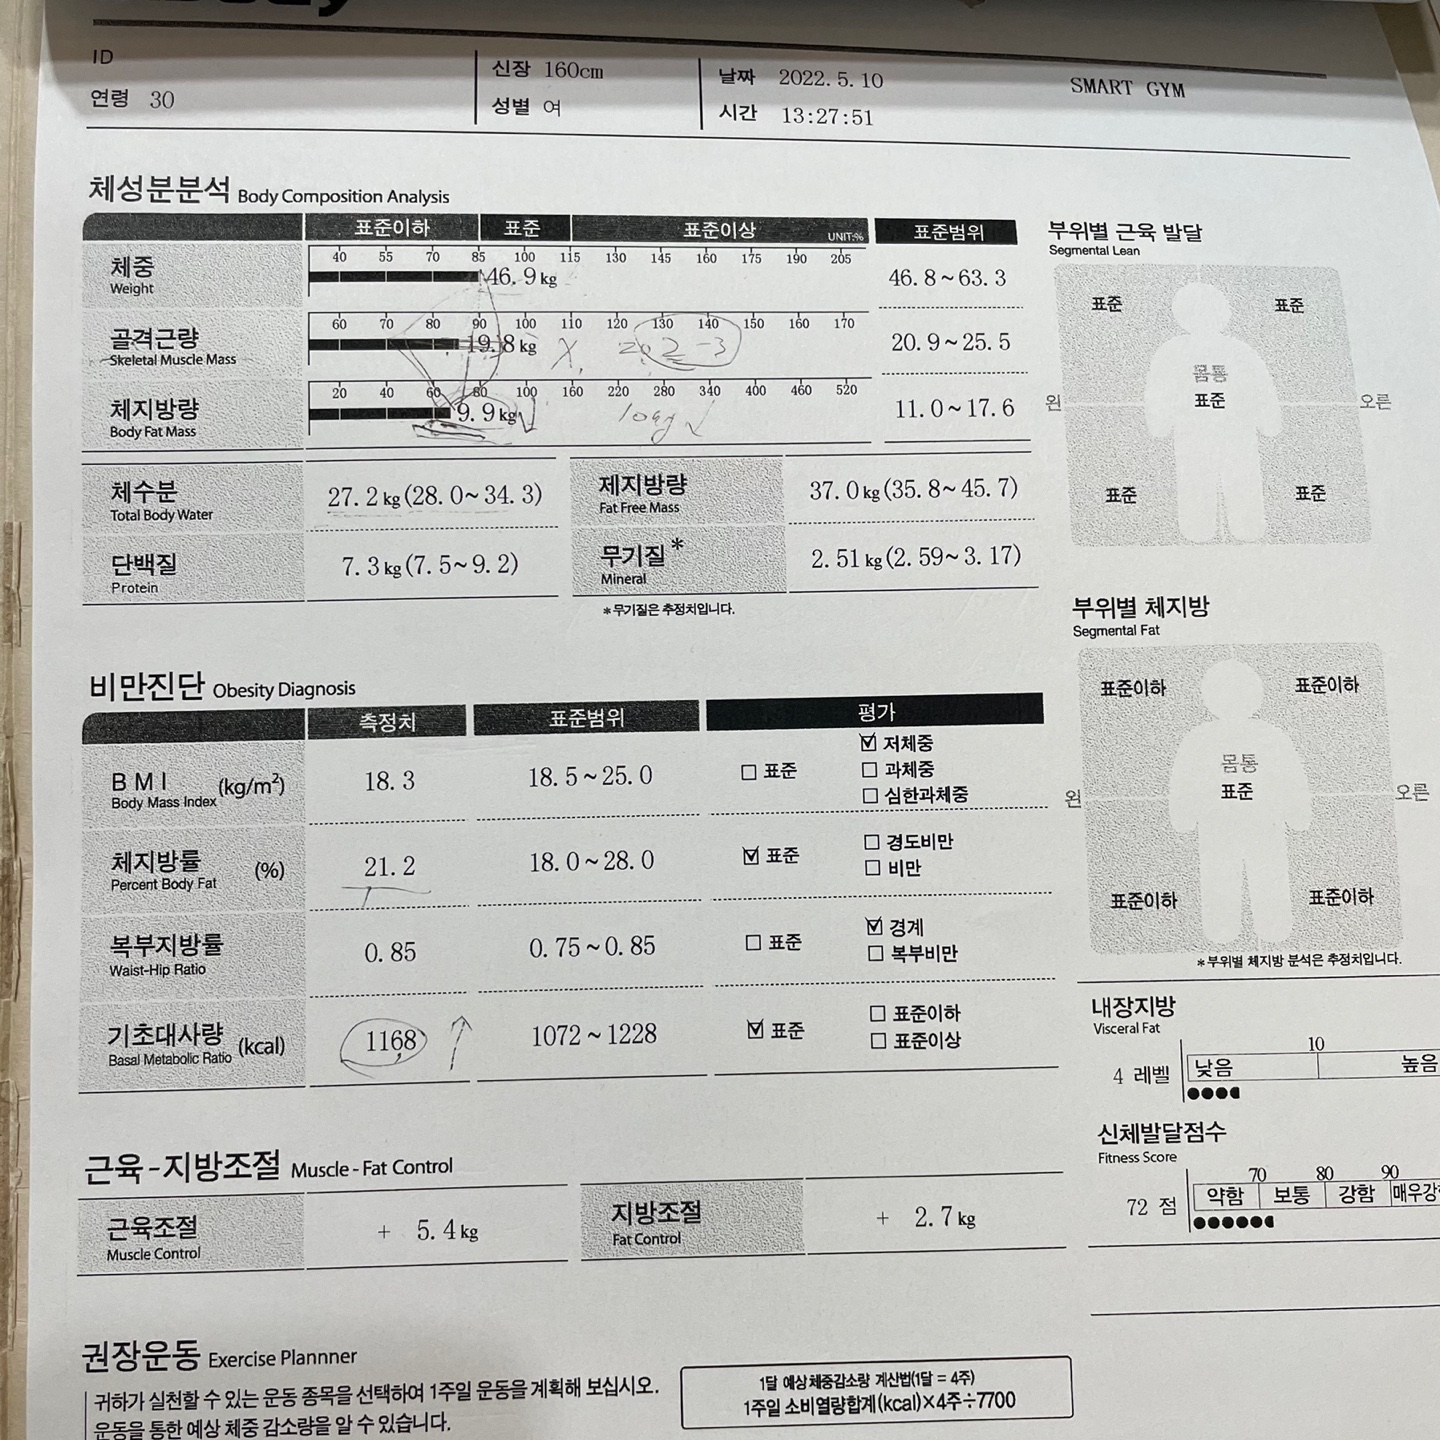 ID
연령 30
신장 160cm
성별 여
날짜 2022. 5. 10
시간 13:27:51
SMART GYM
체성분분석 Body Composition Analysis
표준이하 표준 표준이상 UNIT:% 표준범위
40 55 70 85 100 115 130 145 160 175 190 205
체중 46.9 kg 46.8~63.3
Weight
60 70 80 90 100 110 120 130 140 150 160 170
골격근량 19.8 kg 20.9~25.5
Skeletal Muscle Mass
20 40 60 80 100 160 220 280 340 400 460 520
체지방량 9.9 kg 11.0~17.6
Body Fat Mass
체수분 27.2 kg (28.0~34.3) 제지방량 37.0 kg (35.8~45.7)
Total Body Water Fat Free Mass
단백질 7.3 kg (7.5~9.2) 무기질* 2.51 kg (2.59~3.17)
Protein Mineral
*무기질은 추정치입니다.
부위별 근육 발달
Segmental Lean
표준 표준
몸통
표준
왼 오른
표준 표준
부위별 체지방
Segmental Fat
표준이하 표준이하
몸통
표준
왼 오른
표준이하 표준이하
*부위별 체지방 분석은 추정치입니다.
비만진단 Obesity Diagnosis
측정치 표준범위 평가
BMI (kg/m²) 18.3 18.5~25.0 □ 표준 ☑ 저체중
Body Mass Index □ 과체중
□ 심한과체중
체지방률 (%) 21.2 18.0~28.0 ☑ 표준 □ 경도비만
Percent Body Fat □ 비만
복부지방률 0.85 0.75~0.85 □ 표준 ☑ 경계
Waist-Hip Ratio □ 복부비만
기초대사량 (kcal) 1168 1072~1228 ☑ 표준 □ 표준이하
Basal Metabolic Ratio □ 표준이상
내장지방
Visceral Fat
10
4 레벨 낮음 높음
신체발달점수
Fitness Score
70 80 90
72 점 약함 보통 강함 매우강
근육-지방조절 Muscle-Fat Control
근육조절 + 5.4 kg 지방조절 + 2.7 kg
Muscle Control Fat Control
권장운동 Exercise Plannner
귀하가 실천할 수 있는 운동 종목을 선택하여 1주일 운동을 계획해 보십시오.
운동을 통한 예상 체중 감소량을 알 수 있습니다.
1달 예상 체중감소량 계산법(1달 = 4주)
1주일 소비열량합계(kcal)×4주÷7700